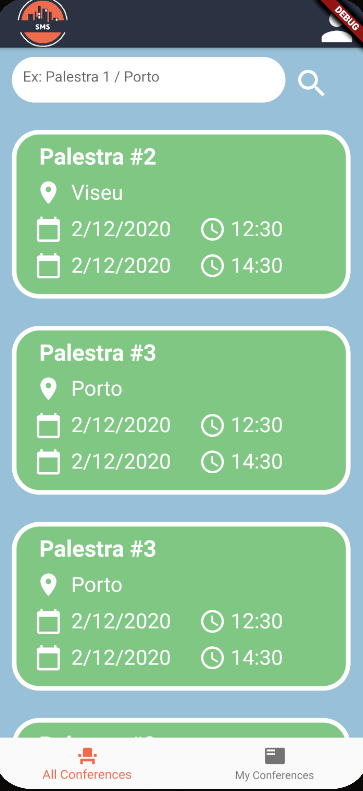 SMS
DEBUG
Ex: Palestra 1 / Porto
Palestra #2
Viseu
2/12/2020 12:30
2/12/2020 14:30
Palestra #3
Porto
2/12/2020 12:30
2/12/2020 14:30
Palestra #3
Porto
2/12/2020 12:30
2/12/2020 14:30
All Conferences My Conferences